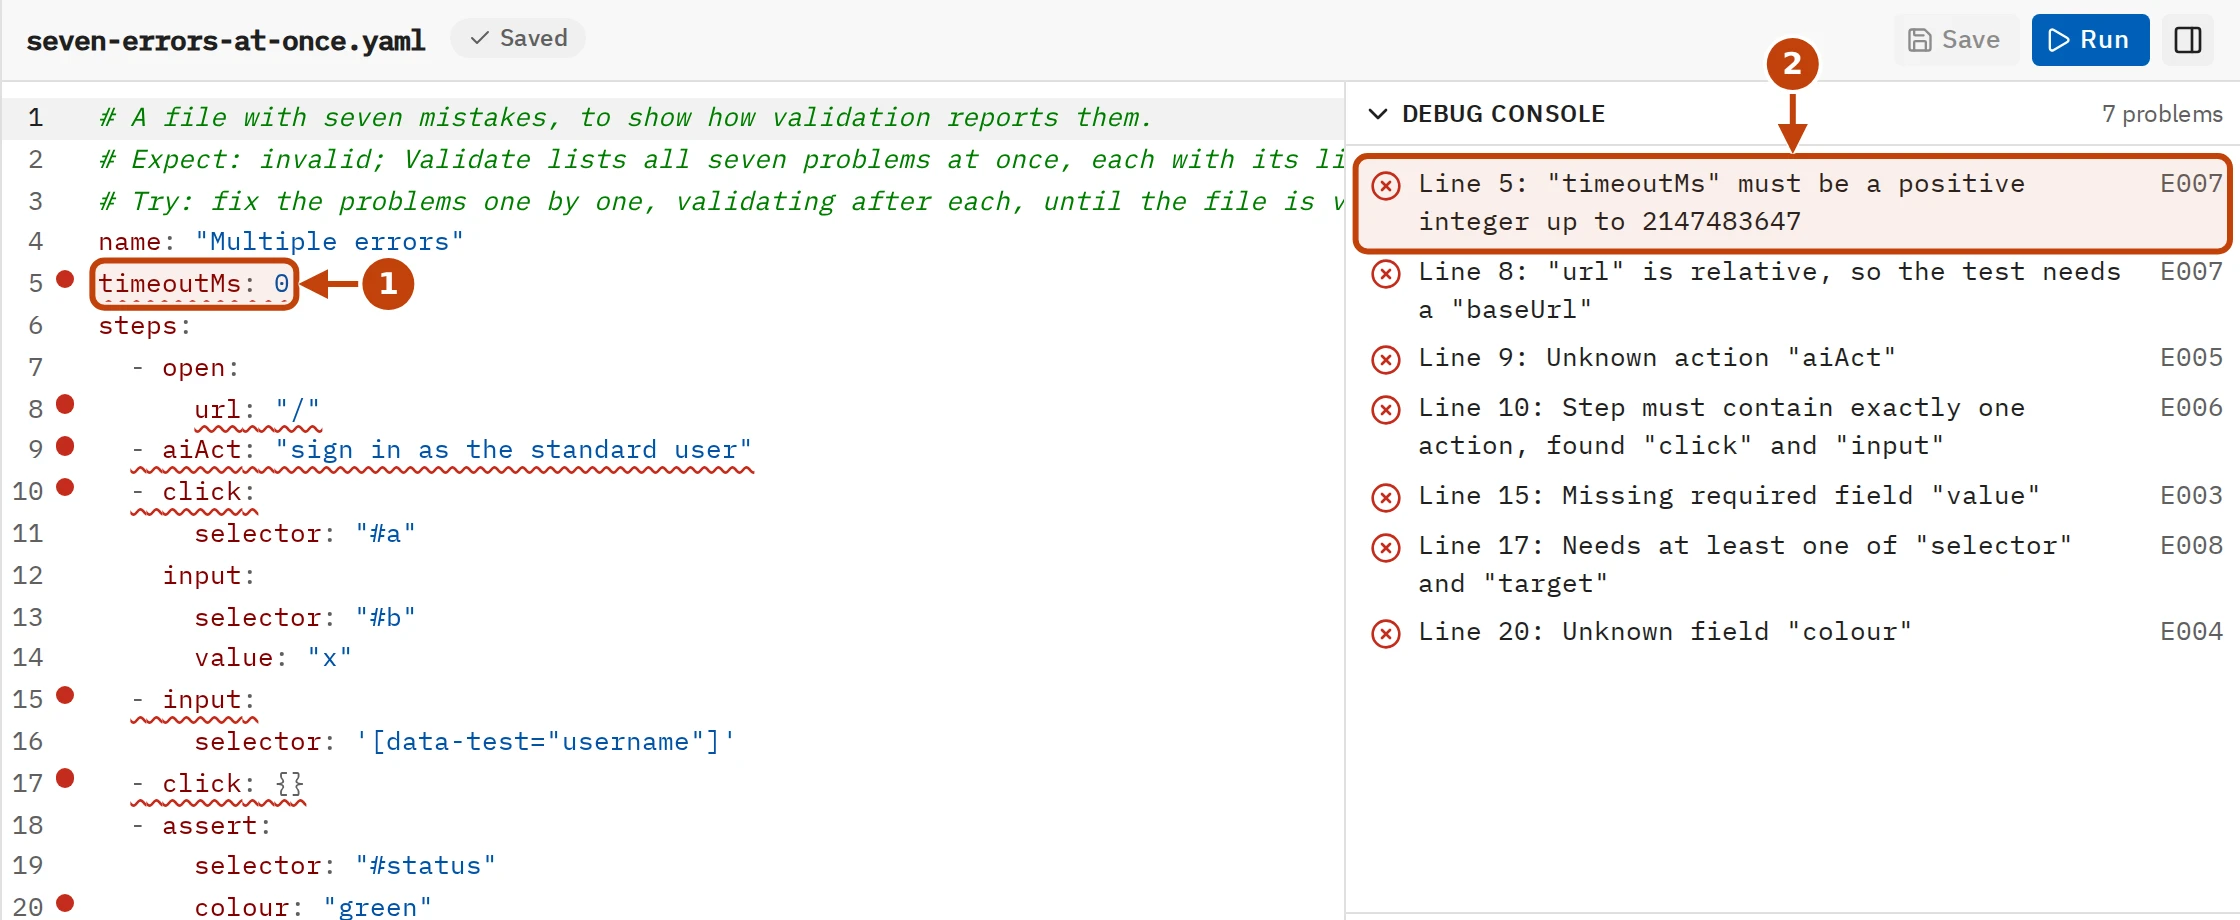 seven-errors-at-once.yaml
Saved
Save
Run
2
1 # A file with seven mistakes, to show how validation reports them.
2 # Expect: invalid; Validate lists all seven problems at once, each with its li
3 # Try: fix the problems one by one, validating after each, until the file is v
4 name: "Multiple errors"
5 timeoutMs: 0
1
6 steps:
7 - open:
8 url: "/"
9 - aiAct: "sign in as the standard user"
10 - click:
11 selector: "#a"
12 input:
13 selector: "#b"
14 value: "x"
15 - input:
16 selector: '[data-test="username"]'
17 - click: {}
18 - assert:
19 selector: "#status"
20 colour: "green"
DEBUG CONSOLE
7 problems
Line 5: "timeoutMs" must be a positive E007
integer up to 2147483647
Line 8: "url" is relative, so the test needs E007
a "baseUrl"
Line 9: Unknown action "aiAct" E005
Line 10: Step must contain exactly one E006
action, found "click" and "input"
Line 15: Missing required field "value" E003
Line 17: Needs at least one of "selector" E008
and "target"
Line 20: Unknown field "colour" E004